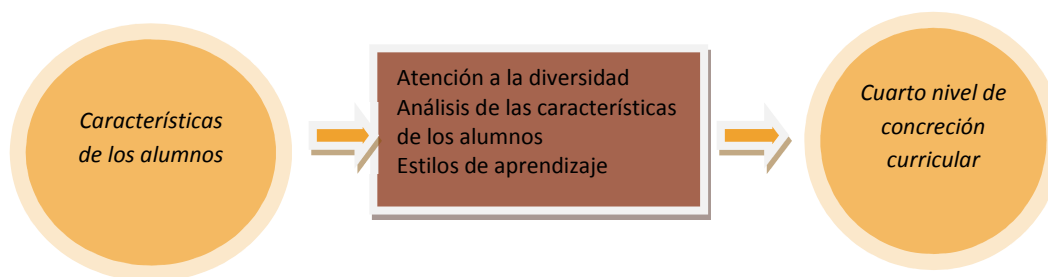 Características
de los alumnos
Atención a la diversidad
Análisis de las características
de los alumnos
Estilos de aprendizaje
Cuarto nivel de
concreción
curricular